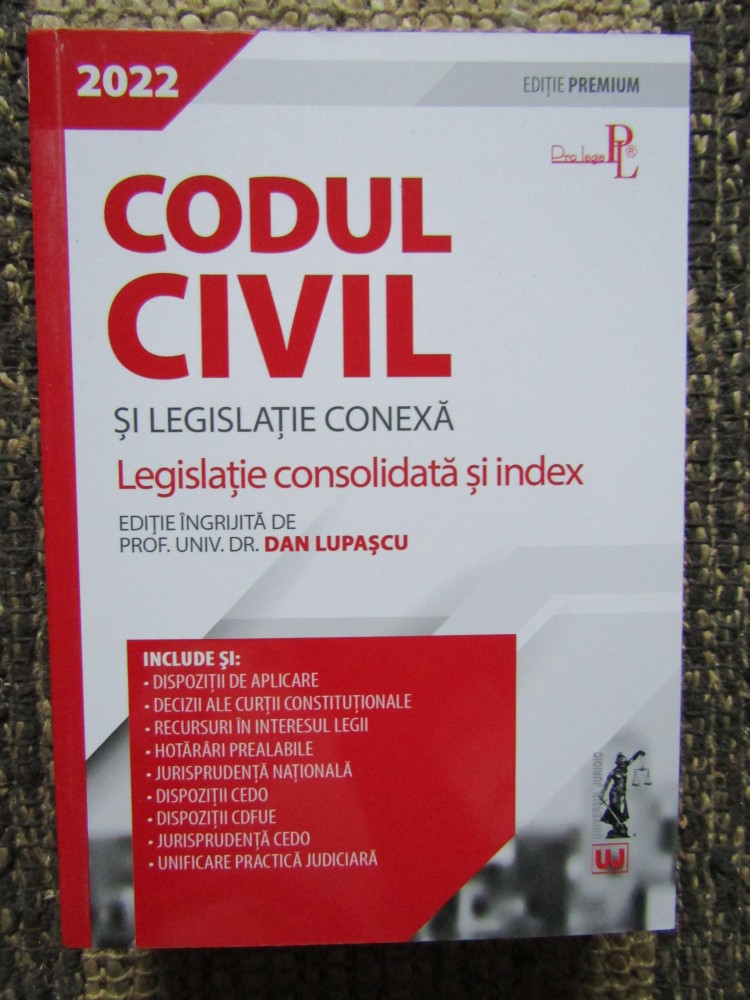 2022
EDIȚIE PREMIUM
Pro lege PL®
CODUL
CIVIL
ȘI LEGISLAȚIE CONEXĂ
Legislație consolidată și index
EDIȚIE ÎNGRIJITĂ DE
PROF. UNIV. DR. DAN LUPAȘCU
INCLUDE ȘI:
• DISPOZIȚII DE APLICARE
• DECIZII ALE CURȚII CONSTITUȚIONALE
• RECURSURI ÎN INTERESUL LEGII
• HOTĂRÂRI PREALABILE
• JURISPRUDENȚĂ NAȚIONALĂ
• DISPOZIȚII CEDO
• DISPOZIȚII CDFUE
• JURISPRUDENȚĂ CEDO
• UNIFICARE PRACTICĂ JUDICIARĂ
UNIVERSUL JURIDIC
UJ